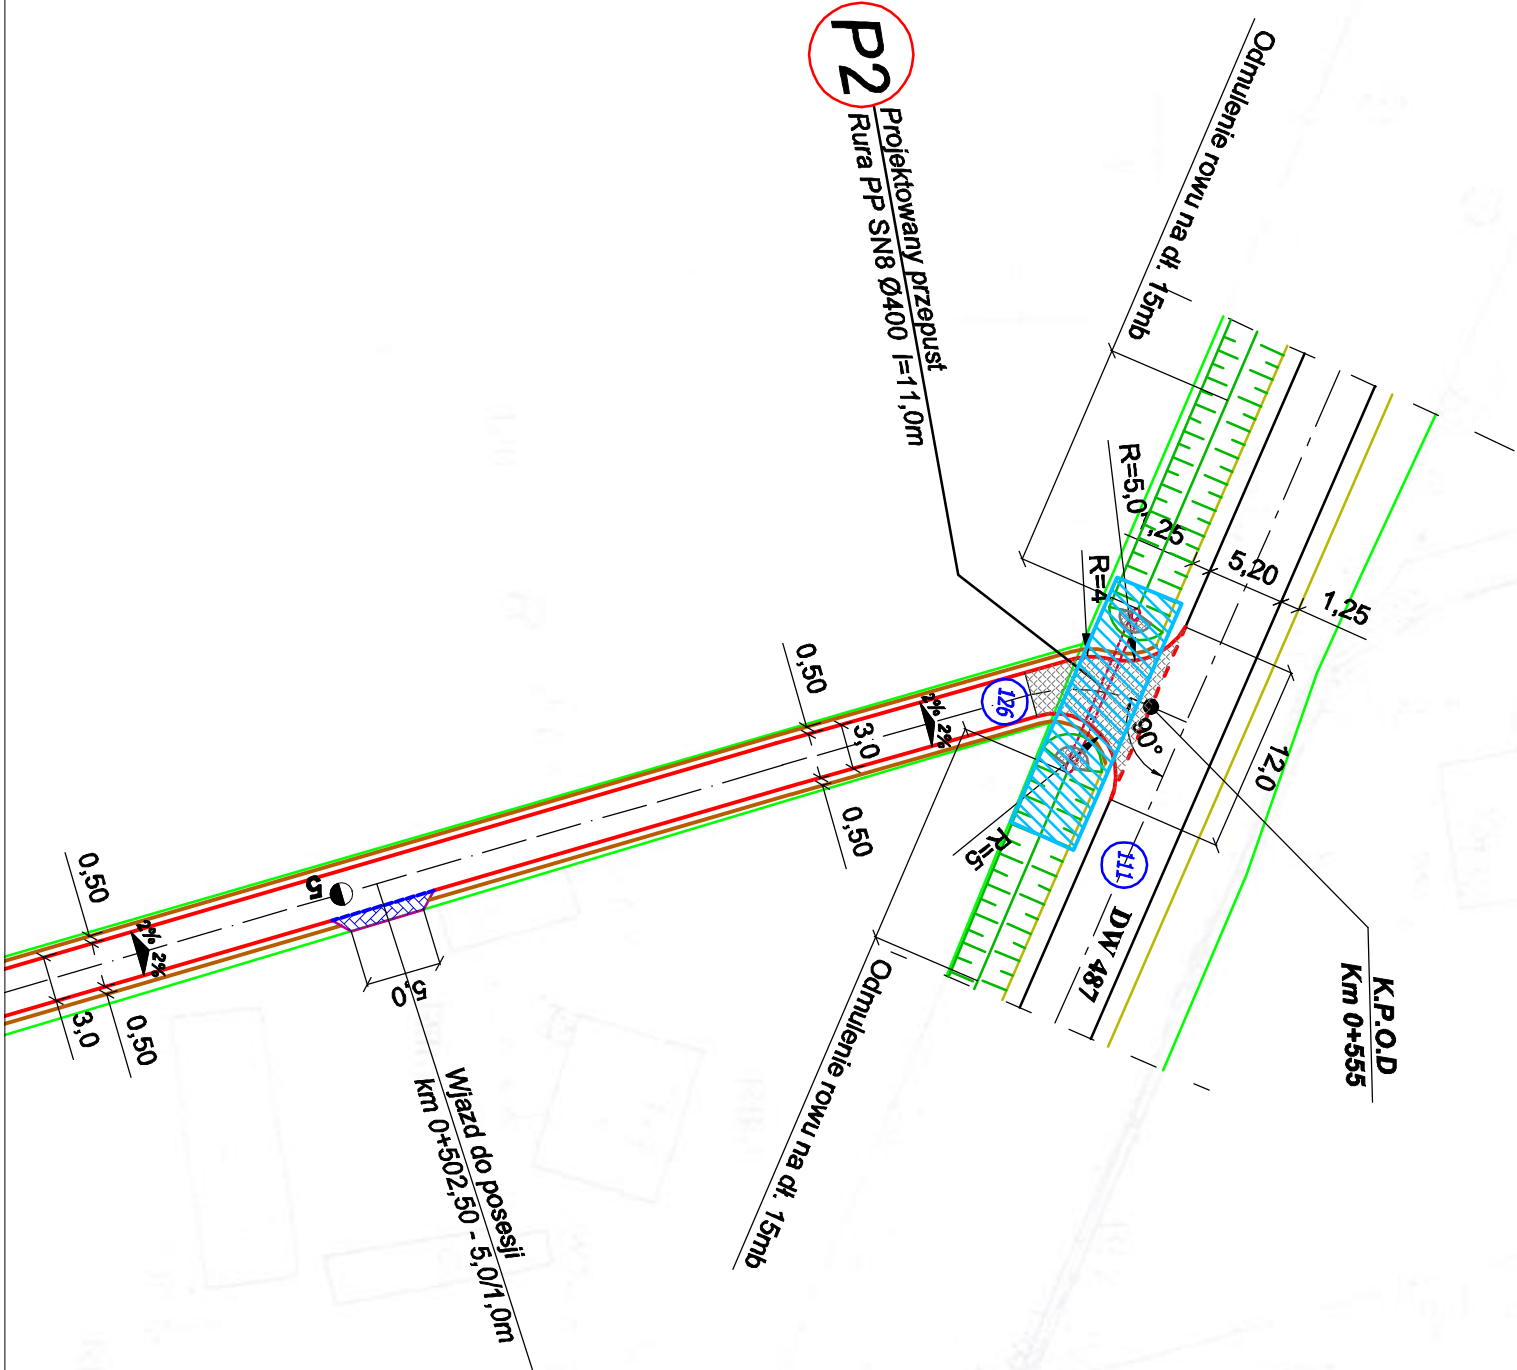 P2
Projektowany przepust
Rura PP SN8 Ø400 l=11,0m
Odmulenie rowu na dł. 15mb
R=5,0
1,25
5,20
1,25
R=4
90°
12,0
R=5
111
DW 487
K.P.O.D
Km 0+555
126
0,50
2% 2%
3,0
0,50
Odmulenie rowu na dł. 15mb
5
5,0
Wjazd do posesji
km 0+502,50 - 5,0/1,0m
0,50
2% 2%
3,0
0,50